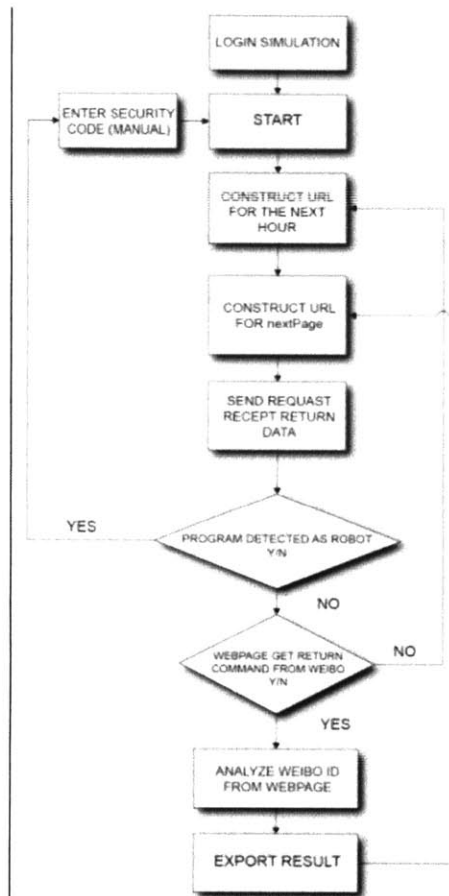 LOGIN SIMULATION
ENTER SECURITY
CODE (MANUAL)
START
CONSTRUCT URL
FOR THE NEXT
HOUR
CONSTRUCT URL
FOR nextPage
SEND REQUAST
RECEPT RETURN
DATA
YES
PROGRAM DETECTED AS ROBOT
Y/N
NO
WEBPAGE GET RETURN
COMMAND FROM WEIBO
Y/N
NO
YES
ANALYZE WEIBO ID
FROM WEBPAGE
EXPORT RESULT